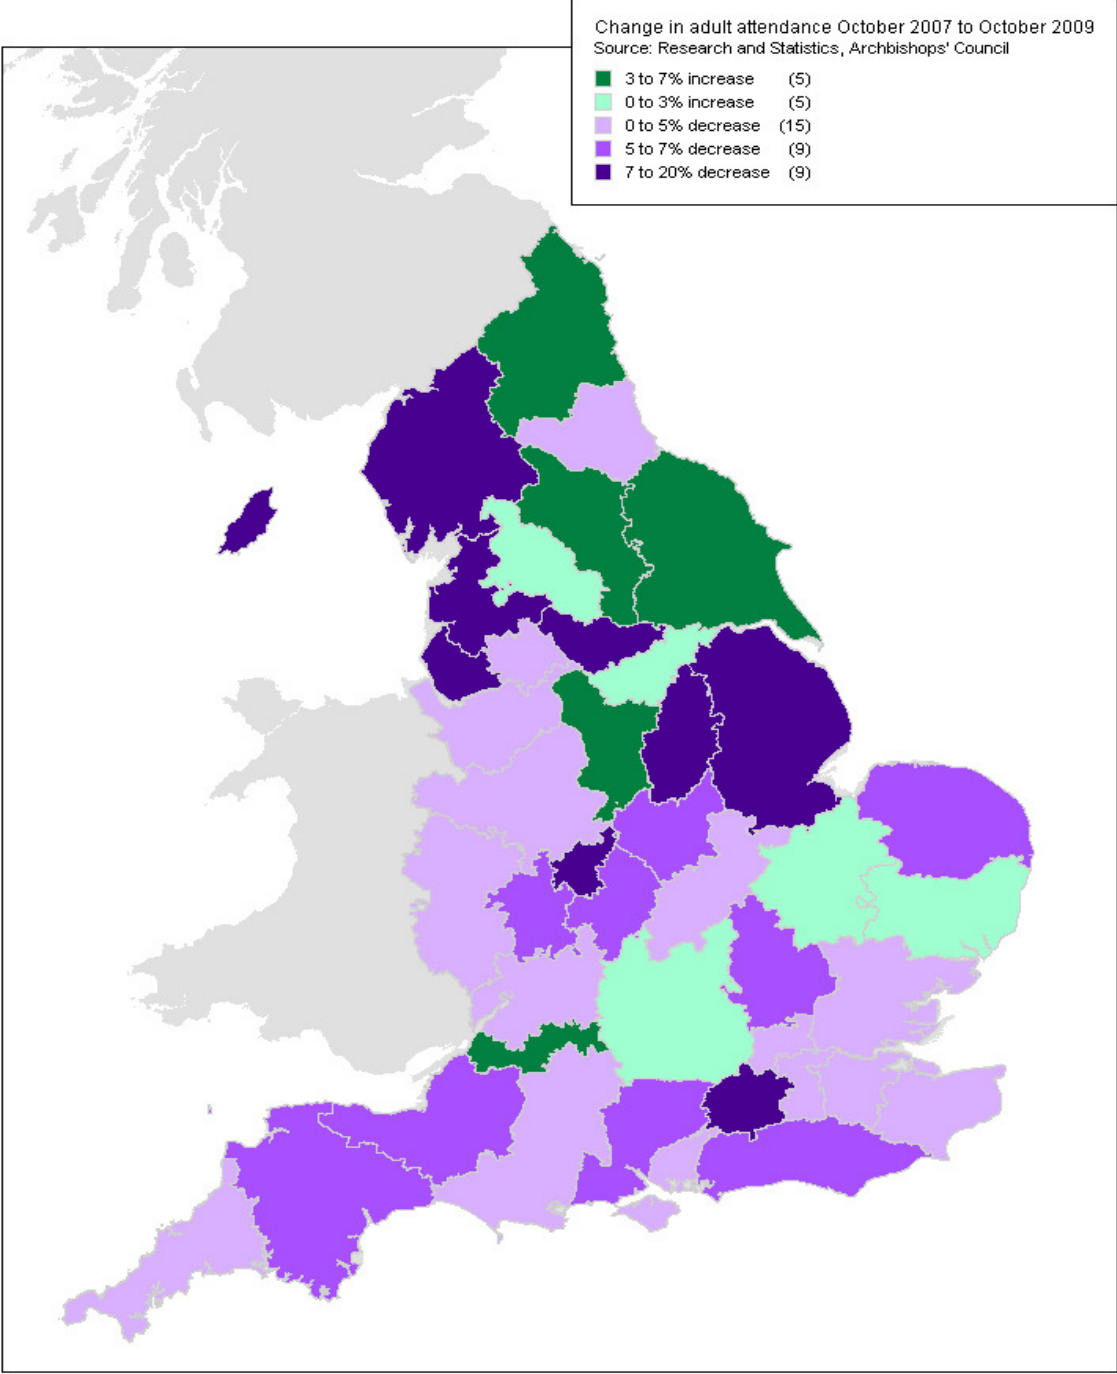 Change in adult attendance October 2007 to October 2009
Source: Research and Statistics, Archbishops' Council
3 to 7% increase (5)
0 to 3% increase (5)
0 to 5% decrease (15)
5 to 7% decrease (9)
7 to 20% decrease (9)